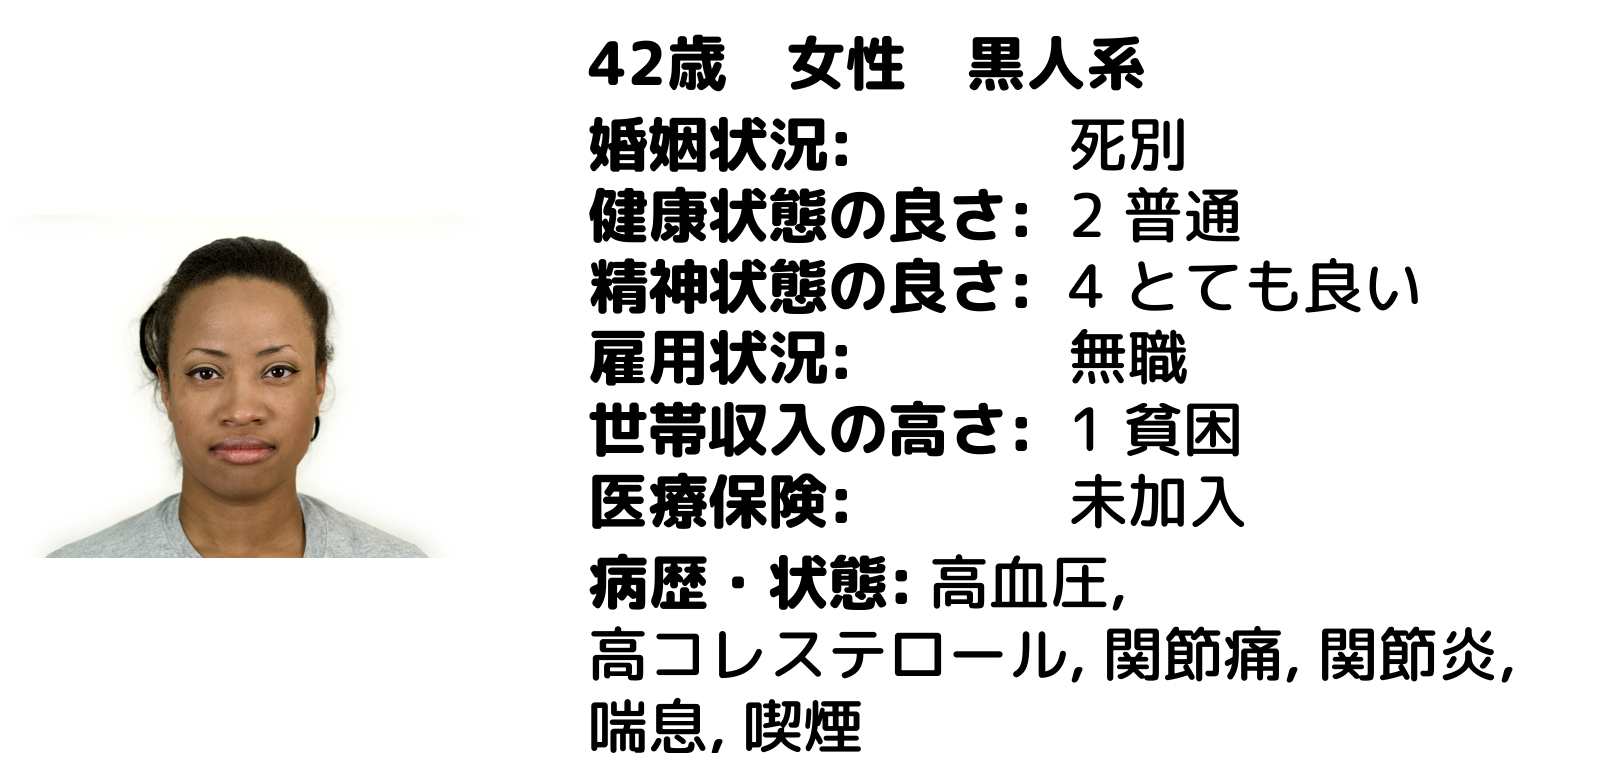 42歳　女性　黒人系
婚姻状況: 死別
健康状態の良さ: 2 普通
精神状態の良さ: 4 とても良い
雇用状況: 無職
世帯収入の高さ: 1 貧困
医療保険: 未加入
病歴・状態: 高血圧,
高コレステロール, 関節痛, 関節炎,
喘息, 喫煙